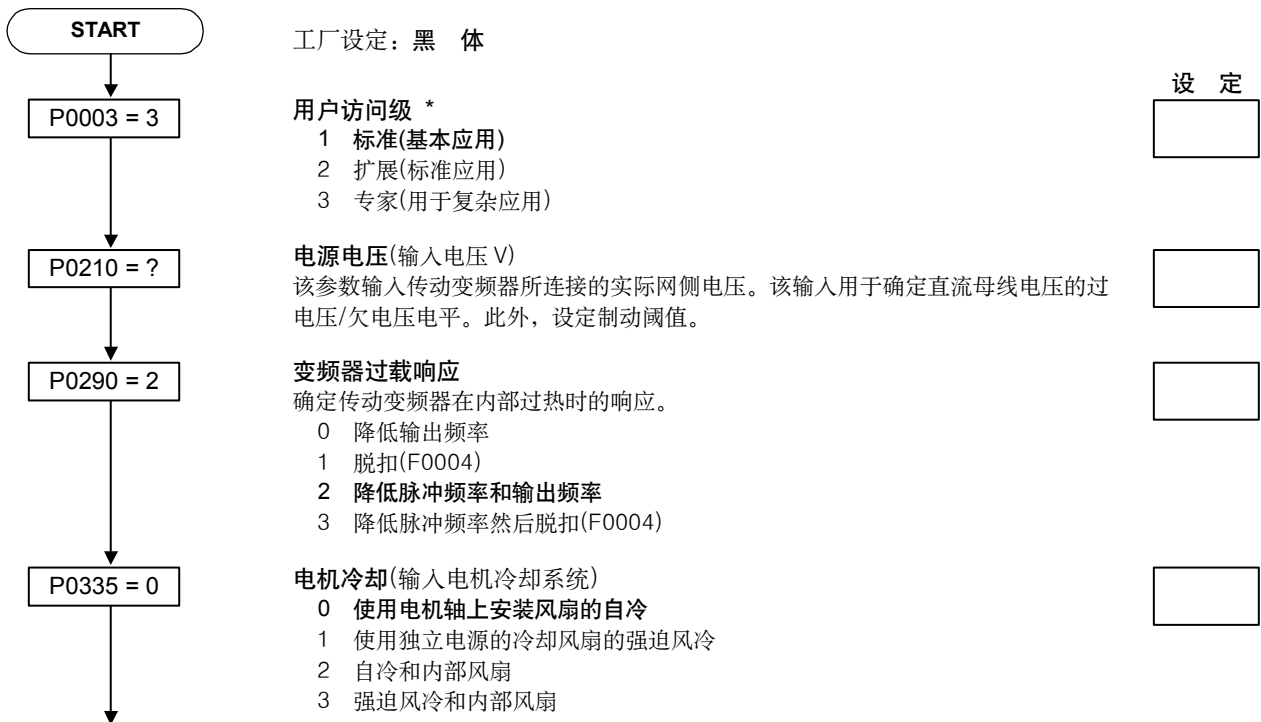 START
工厂设定：黑 体
设 定
P0003 = 3
用户访问级 *
1 标准(基本应用)
2 扩展(标准应用)
3 专家(用于复杂应用)
P0210 = ?
电源电压(输入电压 V)
该参数输入传动变频器所连接的实际网侧电压。该输入用于确定直流母线电压的过
电压/欠电压电平。此外，设定制动阈值。
P0290 = 2
变频器过载响应
确定传动变频器在内部过热时的响应。
0 降低输出频率
1 脱扣(F0004)
2 降低脉冲频率和输出频率
3 降低脉冲频率然后脱扣(F0004)
P0335 = 0
电机冷却(输入电机冷却系统)
0 使用电机轴上安装风扇的自冷
1 使用独立电源的冷却风扇的强迫风冷
2 自冷和内部风扇
3 强迫风冷和内部风扇